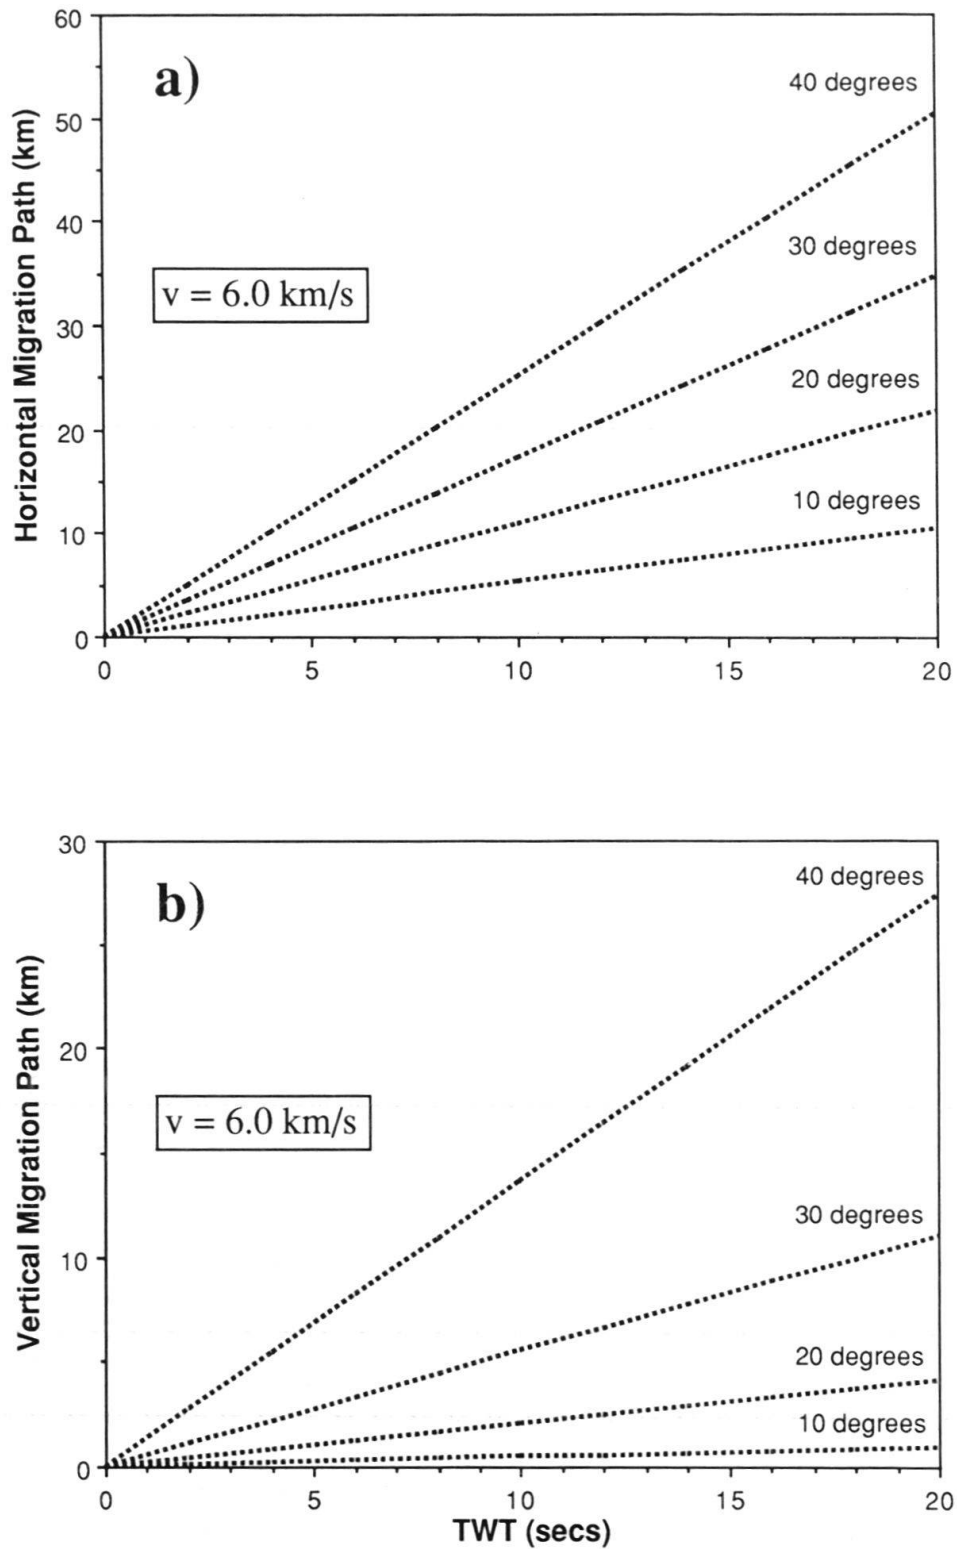 60
a)
40 degrees
50
40
30 degrees
v = 6.0 km/s
30
20 degrees
20
10 degrees
10
0
Horizontal Migration Path (km)
0 5 10 15 20
30
b)
40 degrees
20
v = 6.0 km/s
30 degrees
10
20 degrees
10 degrees
0
Vertical Migration Path (km)
0 5 10 15 20
TWT (secs)